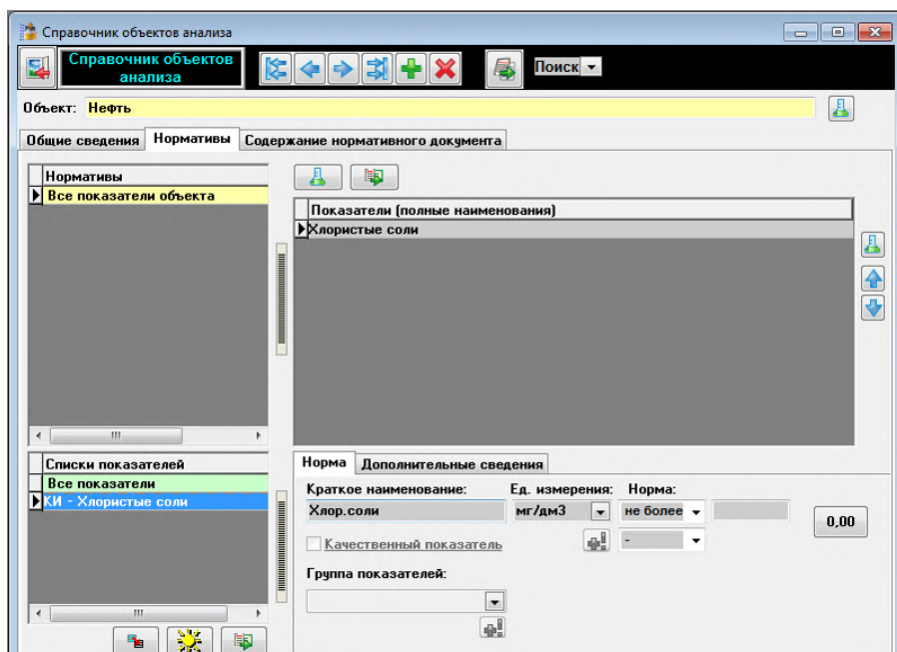 Справочник объектов анализа
Справочник объектов анализа
Поиск
Объект: Нефть
Общие сведения Нормативы Содержание нормативного документа
Нормативы
Все показатели объекта
Показатели (полные наименования)
Хлористые соли
Списки показателей
Все показатели
КИ - Хлористые соли
Норма Дополнительные сведения
Краткое наименование: Ед. измерения: Норма:
Хлор.соли мг/дм3 не более
0,00
Качественный показатель -
Группа показателей: